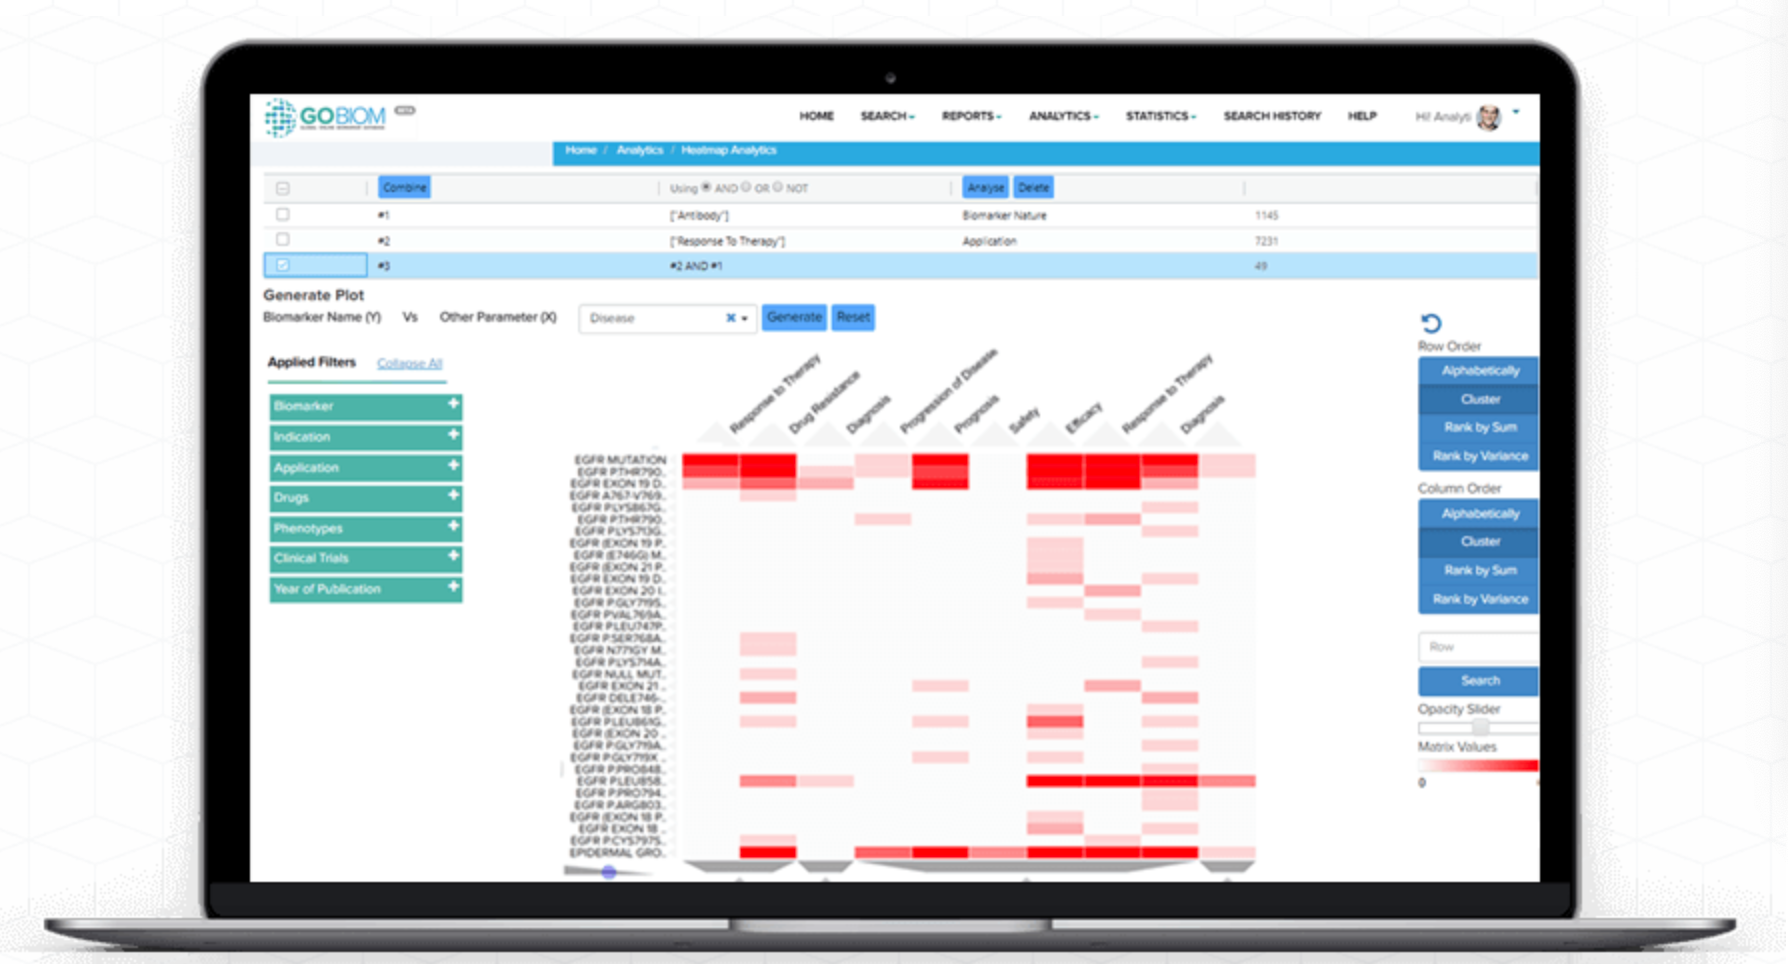 GOBIOM
HOME SEARCH REPORTS ANALYTICS STATISTICS SEARCH HISTORY HELP Hi! Analyti
Home / Analytics / Heatmap Analytics
Combine Using AND OR NOT Analyse Delete
#1 ["Antibody"] Biomarker Nature 1145
#2 ["Response To Therapy"] Application 7231
#3 #2 AND #1 49
Generate Plot
Biomarker Name (Y) Vs Other Parameter (X) Disease Generate Reset
Applied Filters Collapse All
Biomarker +
Indication +
Application +
Drugs +
Phenotypes +
Clinical Trials +
Year of Publication +
Response to Therapy
Drug Resistance
Diagnosis
Progression of Disease
Prognosis
Safety
Efficacy
Response to Therapy
Diagnosis
EGFR MUTATION
EGFR P.THR790..
EGFR EXON 19 D..
EGFR A767-V769..
EGFR P.LYS867G..
EGFR P.THR790..
EGFR P.LYS713G..
EGFR (EXON 19 P..
EGFR (E746G) M..
EGFR (EXON 21 P..
EGFR EXON 19 D..
EGFR EXON 20 I..
EGFR P.GLY719S..
EGFR PVAL769A..
EGFR P.LEU747P..
EGFR P.SER768A..
EGFR N771GY M..
EGFR P.LYS714A..
EGFR NULL MUT..
EGFR EXON 21 ..
EGFR DELE746-..
EGFR (EXON 18 P..
EGFR P.LEU861G..
EGFR (EXON 20 ..
EGFR P.GLY719A..
EGFR P.GLY719X ..
EGFR P.PRO848..
EGFR P.LEU858..
EGFR P.PRO794..
EGFR P.ARG803..
EGFR (EXON 18 P..
EGFR EXON 18 ..
EGFR P.CYS797S..
EPIDERMAL GRO..
Row Order
Alphabetically
Cluster
Rank by Sum
Rank by Variance
Column Order
Alphabetically
Cluster
Rank by Sum
Rank by Variance
Row
Search
Opacity Slider
Matrix Values
0